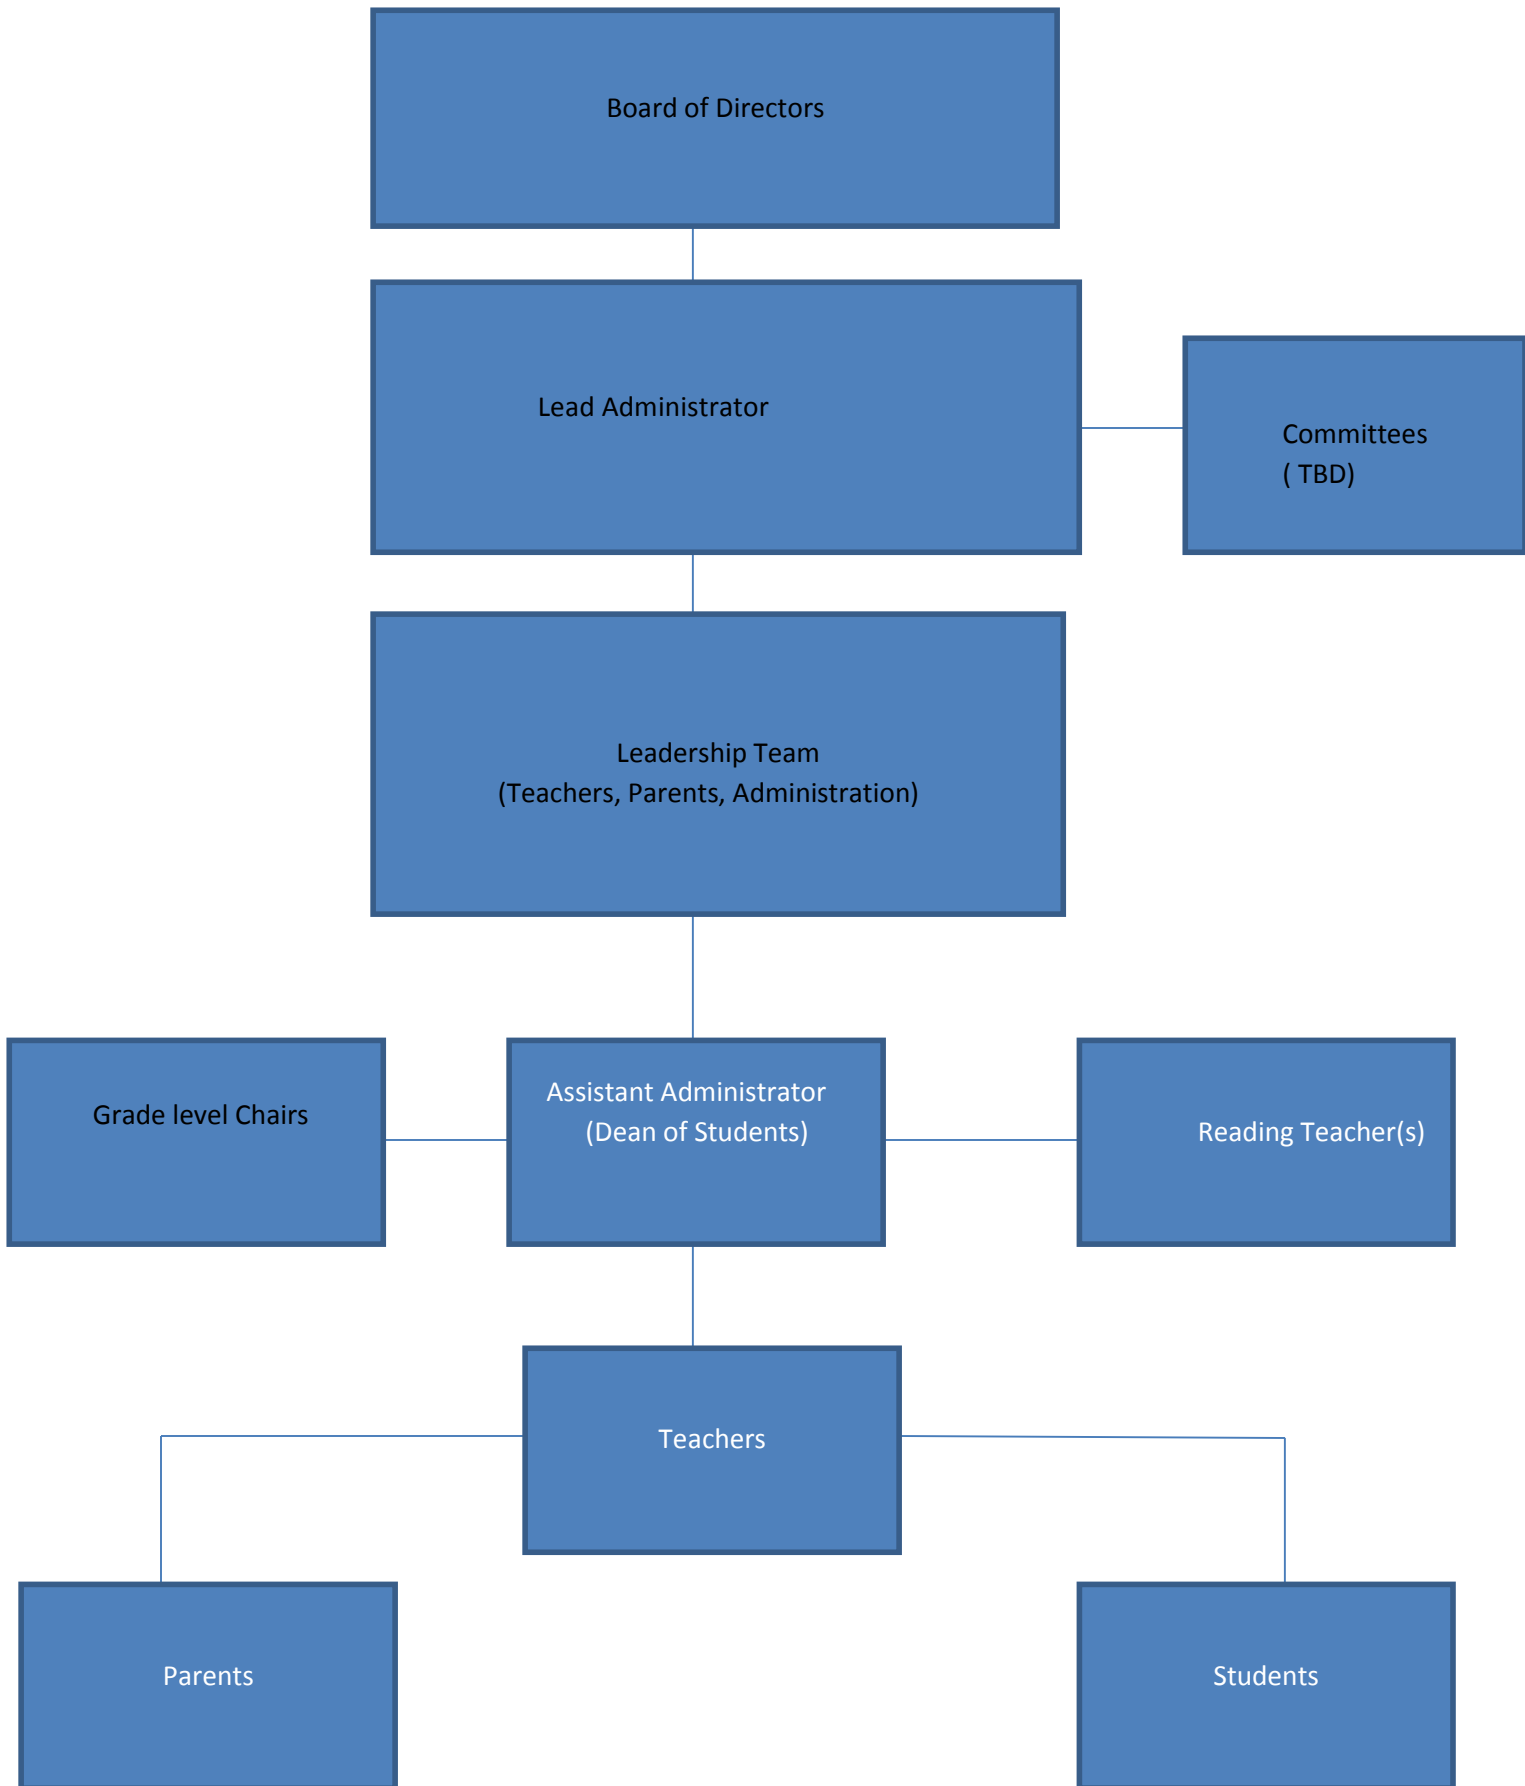 Board of Directors
Lead Administrator
Committees
( TBD)
Leadership Team
(Teachers, Parents, Administration)
Grade level Chairs
Assistant Administrator
(Dean of Students)
Reading Teacher(s)
Teachers
Parents
Students